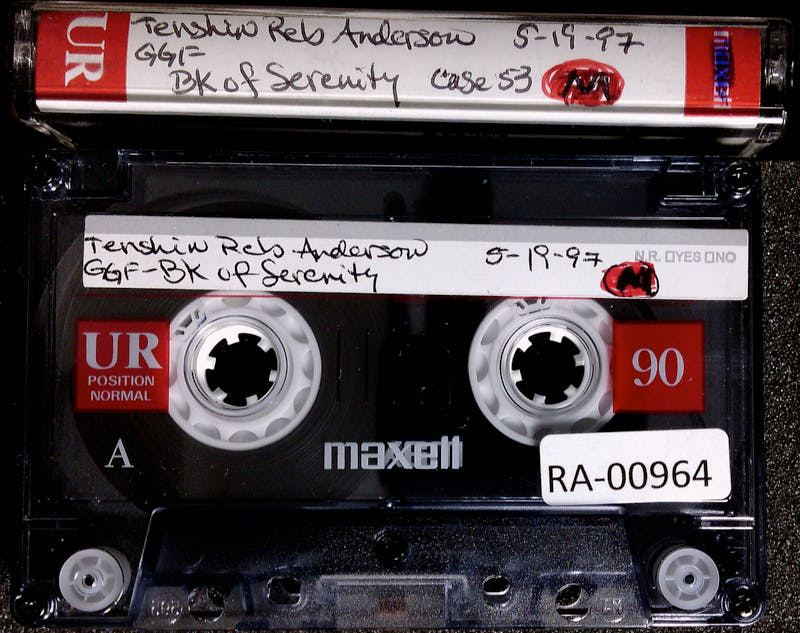 UR
Tenshin Reb Anderson 5-19-97
GGF-
BK of Serenity Case 53 M
maxell
Tenshin Reb Anderson 5-19-97
GGF-BK of Serenity M
N.R. □YES □NO
UR
POSITION
NORMAL
90
A
maxell
RA-00964